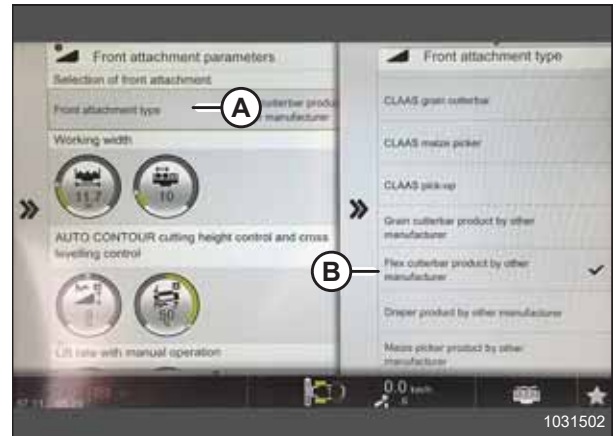 Front attachment parameters
Selection of front attachment
Front attachment type
cutterbar produ
manufacturer
A
Working width
11.7
10
AUTO CONTOUR cutting height control and cross
levelling control
50
Lift rate with manual operation
Front attachment type
CLAAS grain cutterbar
CLAAS maize picker
CLAAS pick-up
Grain cutterbar product by other
manufacturer
B
Flex cutterbar product by other
manufacturer
Draper product by other manufacturer
Maize picker product by other
manufacturer
0.0 km/h
1031502